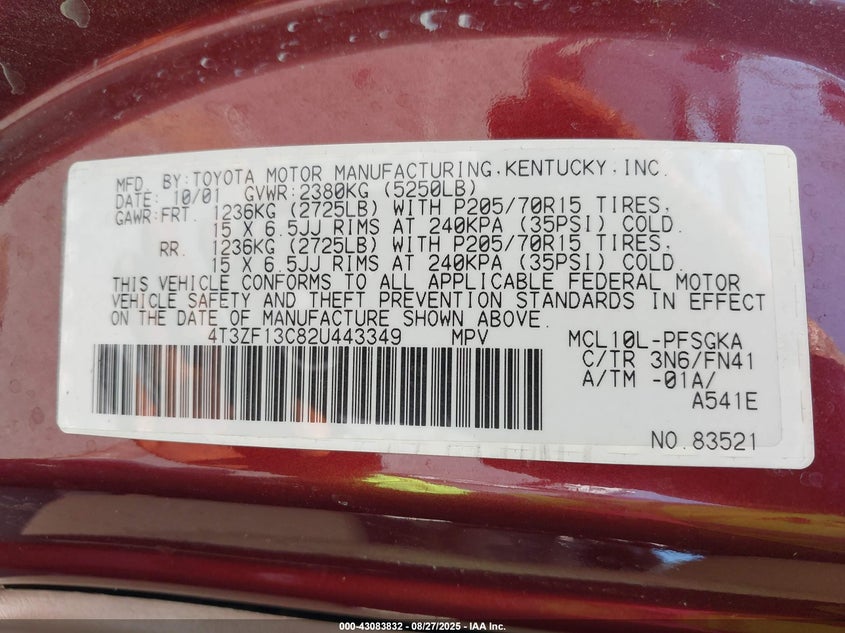 MFD. BY:TOYOTA MOTOR MANUFACTURING,KENTUCKY,INC.
DATE: 10/01 GVWR:2380KG (5250LB)
GAWR:FRT. 1236KG (2725LB) WITH P205/70R15 TIRES,
15 X 6.5JJ RIMS AT 240KPA (35PSI) COLD.
RR. 1236KG (2725LB) WITH P205/70R15 TIRES,
15 X 6.5JJ RIMS AT 240KPA (35PSI) COLD.
THIS VEHICLE CONFORMS TO ALL APPLICABLE FEDERAL MOTOR
VEHICLE SAFETY AND THEFT PREVENTION STANDARDS IN EFFECT
ON THE DATE OF MANUFACTURE SHOWN ABOVE.
4T3ZF13C82U443349 MPV MCL10L-PFSGKA
C/TR 3N6/FN41
A/TM -01A/
A541E
NO.83521
000-43083832 - 08/27/2025 - IAA Inc.